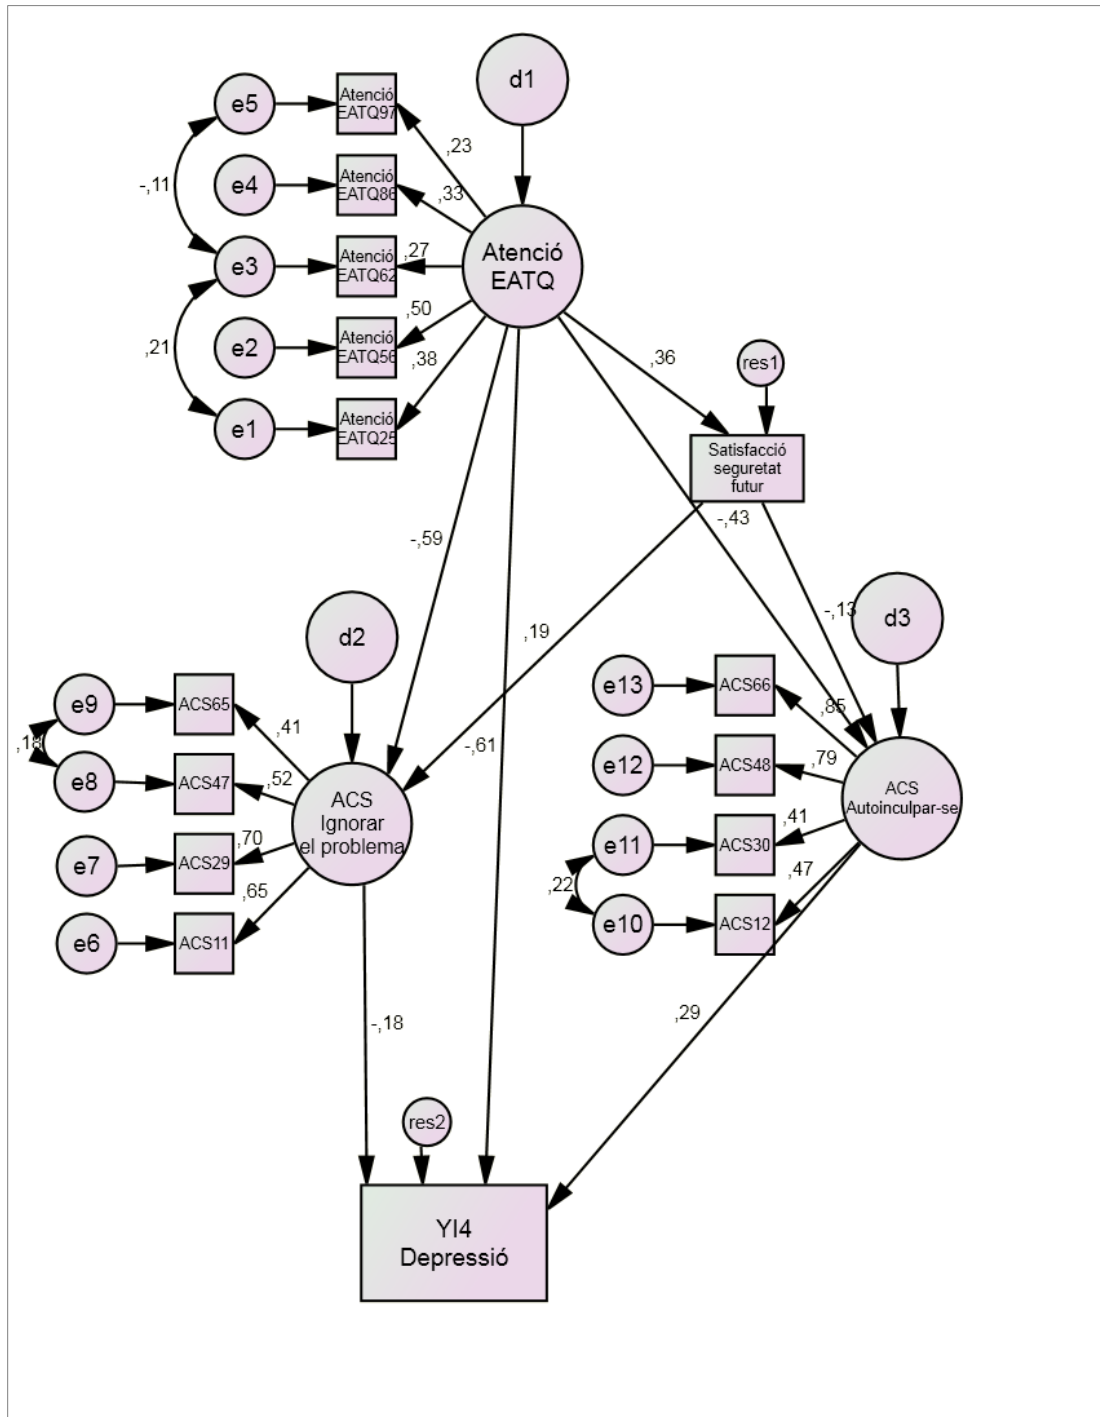 d1
e5
Atenció
EATQ97
,23
-,11
e4
Atenció
EATQ86
,33
e3
Atenció
EATQ62
,27
Atenció
EATQ
,21
e2
Atenció
EATQ56
,50
e1
Atenció
EATQ25
,38
,36
res1
Satisfacció
seguretat
futur
-,43
-,59
,19
-,13
d2
d3
e9
ACS65
,41
,18
e8
ACS47
,52
ACS
Ignorar
el problema
e7
ACS29
,70
e6
ACS11
,65
-,61
e13
ACS66
,85
e12
ACS48
,79
ACS
Autoinculpar-se
e11
ACS30
,41
,22
e10
ACS12
,47
-,18
,29
res2
YI4
Depressió